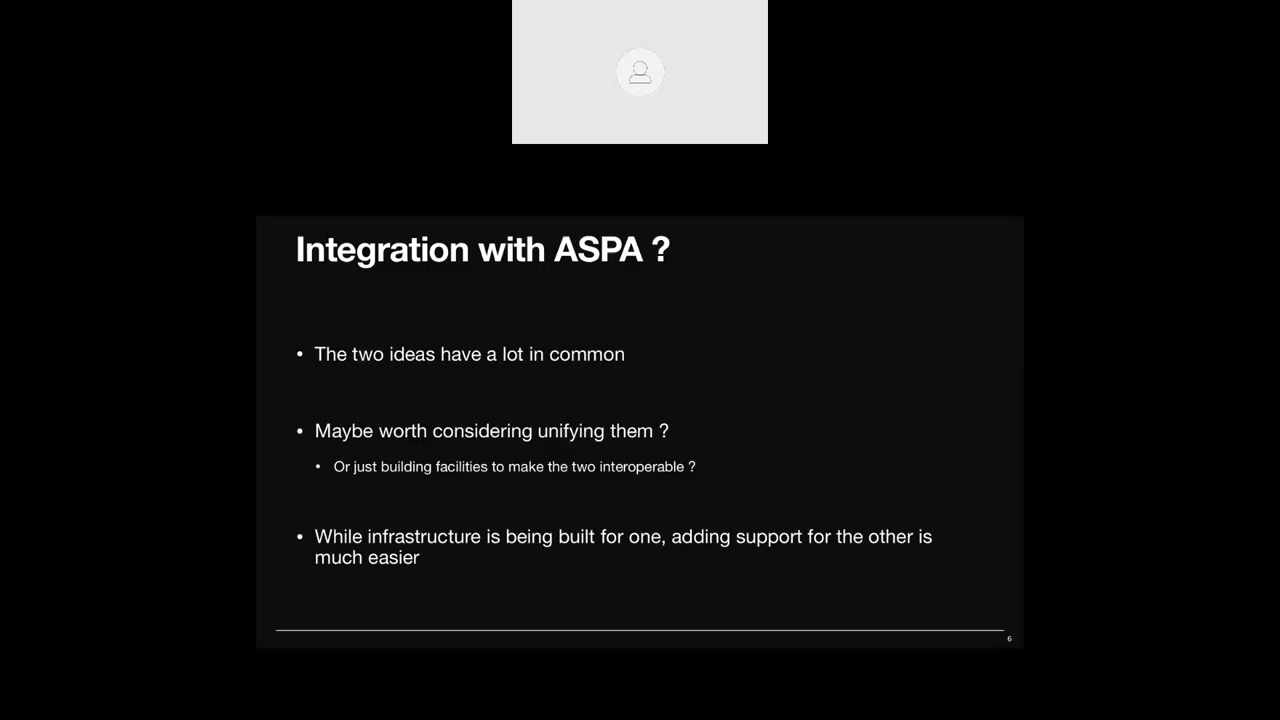 Integration with ASPA ?
• The two ideas have a lot in common
• Maybe worth considering unifying them ?
• Or just building facilities to make the two interoperable ?
• While infrastructure is being built for one, adding support for the other is
much easier
6